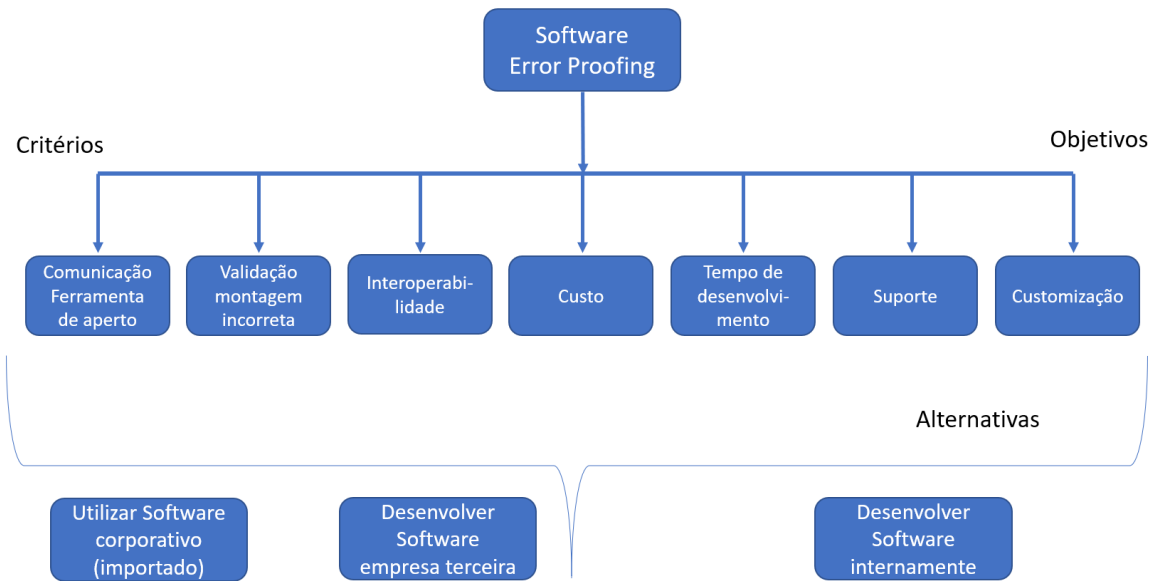 Software
Error Proofing
Critérios
Objetivos
Comunicação
Ferramenta
de aperto
Validação
montagem
incorreta
Interoperabi-
lidade
Custo
Tempo de
desenvolvi-
mento
Suporte
Customização
Alternativas
Utilizar Software
corporativo
(importado)
Desenvolver
Software
empresa terceira
Desenvolver
Software
internamente